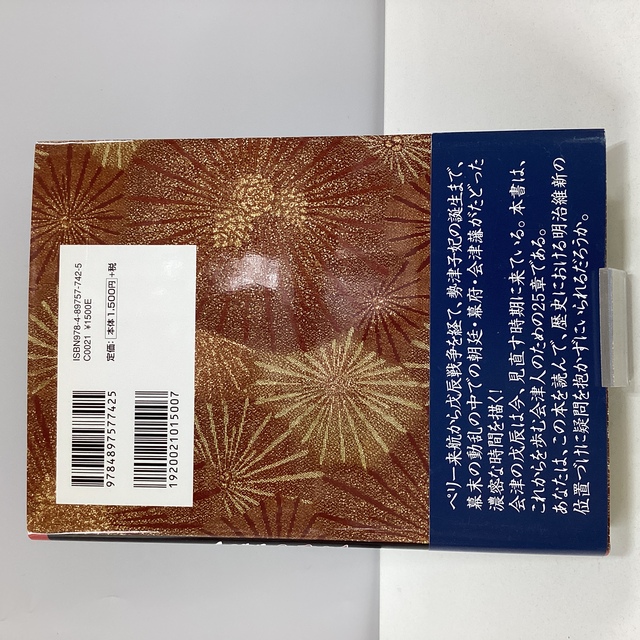 ISBN978-4-89757-742-5
C0021 ¥1500E
定価：本体1,500円+税
9784897577425
1920021015007
ペリー来航から戊辰戦争を経て、勢津子妃の誕生まで、
幕末の動乱の中での朝廷・幕府・会津藩がたどった
濃密な時間を描く！
会津の戊辰は今、見直す時期に来ている。本書は、
これからを歩む会津人のための25章である。
あなたは、この本を読んで、歴史における明治維新の
位置づけに疑問を抱かずにいられるだろうか。